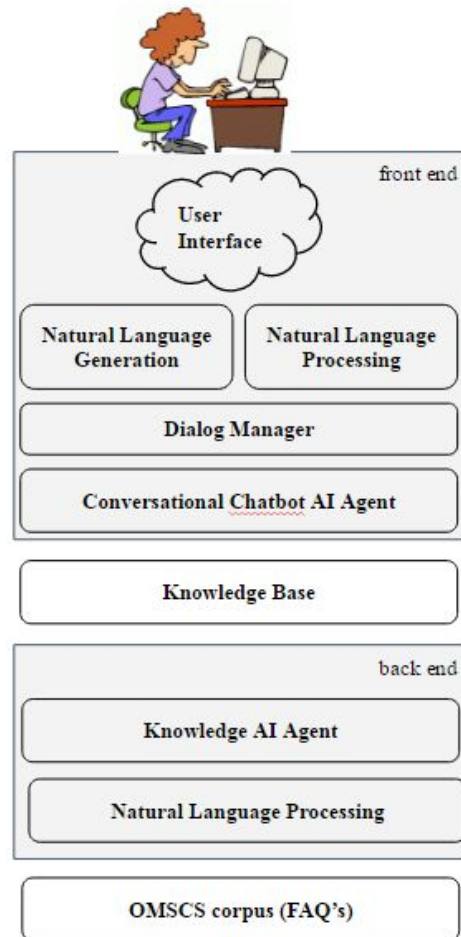 front end
User
Interface
Natural Language
Generation
Natural Language
Processing
Dialog Manager
Conversational Chatbot AI Agent
Knowledge Base
back end
Knowledge AI Agent
Natural Language Processing
OMSCS corpus (FAQ’s)